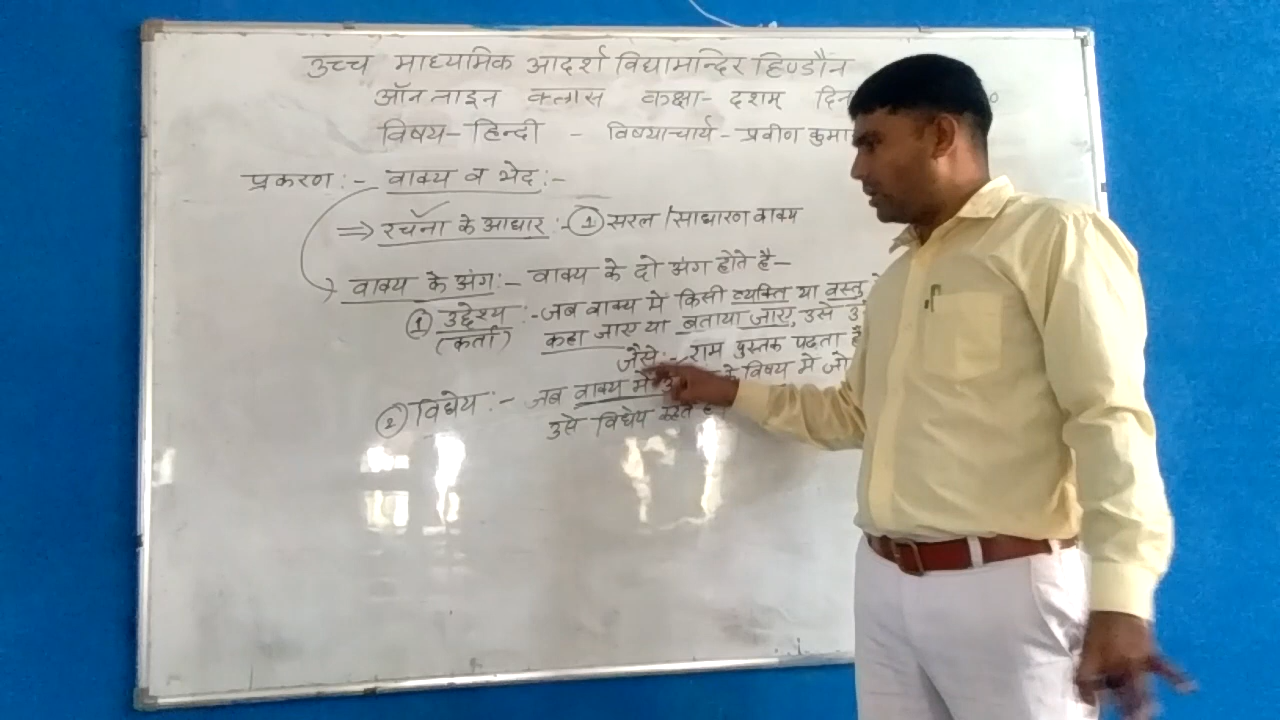 उच्च माध्यमिक आदर्श विद्यामन्दिर हिण्डौन
ऑनलाइन क्लास कक्षा - दशम् दिन
विषय - हिन्दी - विषयाचार्य - प्रवीण कुमा
प्रकरण :- वाक्य व भेद :-
⇒ रचना के आधार :- ① सरल / साधारण वाक्य
वाक्य के अंग :- वाक्य के दो अंग होते है -
① उद्देश्य :- जब वाक्य मे किसी व्यक्ति या वस्तु
(कर्ता) कहा जाए या बताया जाए, उसे उ
जैसे :- राम पुस्तक पढता है
② विधेय :- जब वाक्य मे के विषय मे जो
उसे विधेय कहते है